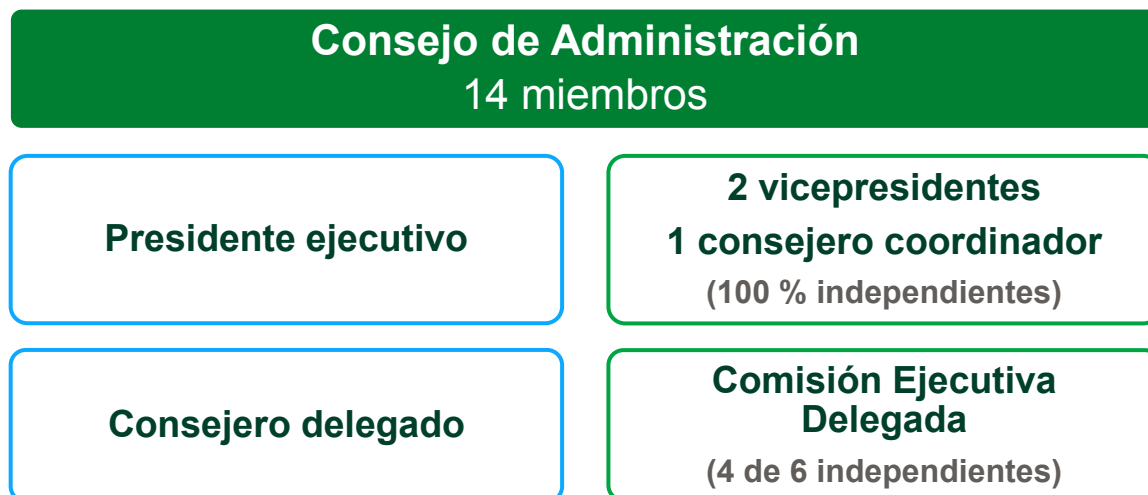 Consejo de Administración
14 miembros
Presidente ejecutivo
2 vicepresidentes
1 consejero coordinador
(100 % independientes)
Consejero delegado
Comisión Ejecutiva
Delegada
(4 de 6 independientes)